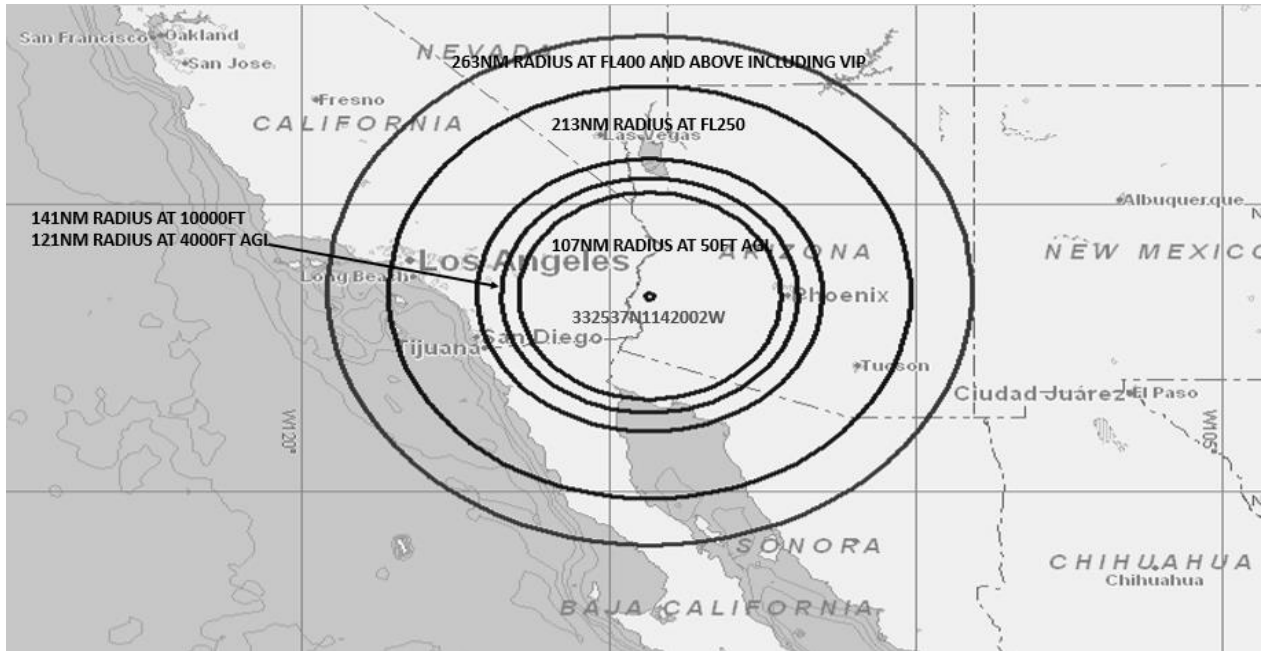 San Francisco
Oakland
San Jose
NEVADA
263NM RADIUS AT FL400 AND ABOVE INCLUDING VIP
Fresno
CALIFORNIA
213NM RADIUS AT FL250
Las Vegas
141NM RADIUS AT 10000FT
121NM RADIUS AT 4000FT AGL
107NM RADIUS AT 50FT AGL
ARIZONA
Albuquerque
N
NEW MEXICO
Los Angeles
Long Beach
Phoenix
332537N1142002W
San Diego
Tijuana
Tucson
Ciudad Juárez
El Paso
W120°
W105°
N
SONORA
CHIHUAHUA
Chihuahua
BAJA CALIFORNIA